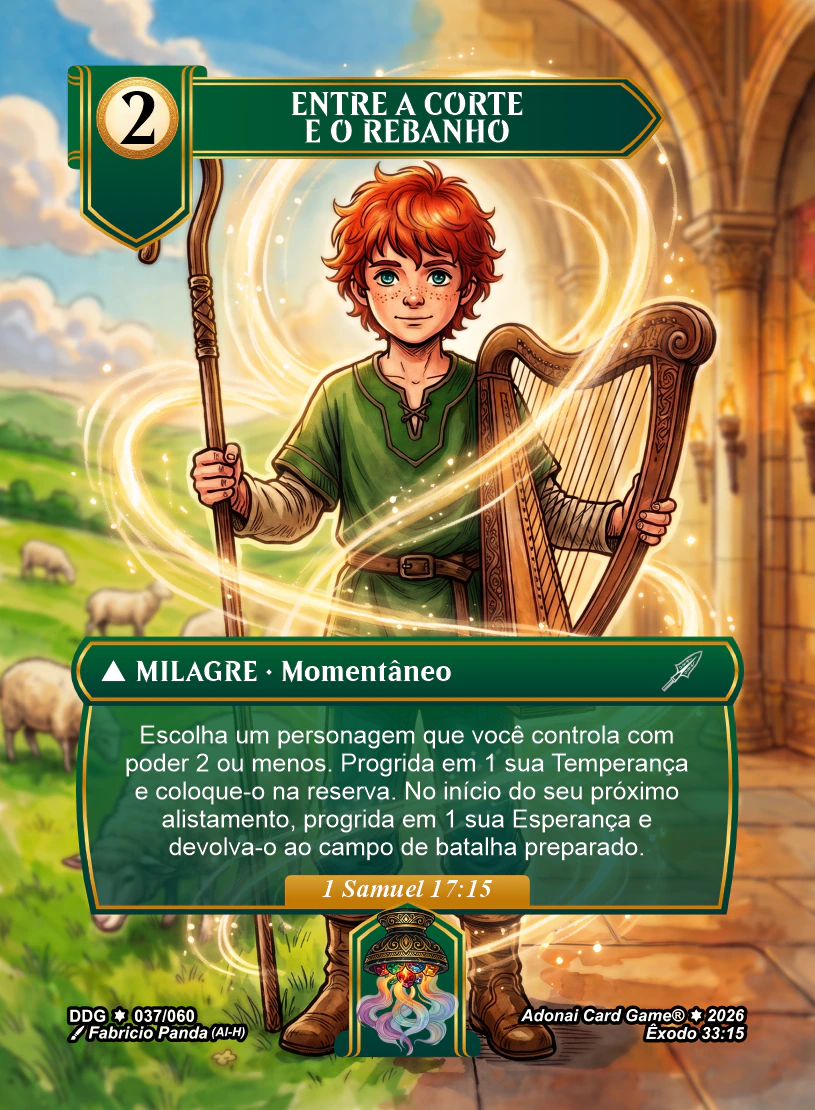 2
ENTRE A CORTE
E O REBANHO
MILAGRE · Momentâneo
Escolha um personagem que você controla com
poder 2 ou menos. Progrida em 1 sua Temperança
e coloque-o na reserva. No início do seu próximo
alistamento, progrida em 1 sua Esperança e
devolva-o ao campo de batalha preparado.
1 Samuel 17:15
DDG ✶ 037/060
Fabricio Panda (AI-H)
Adonai Card Game® ✶ 2026
Êxodo 33:15